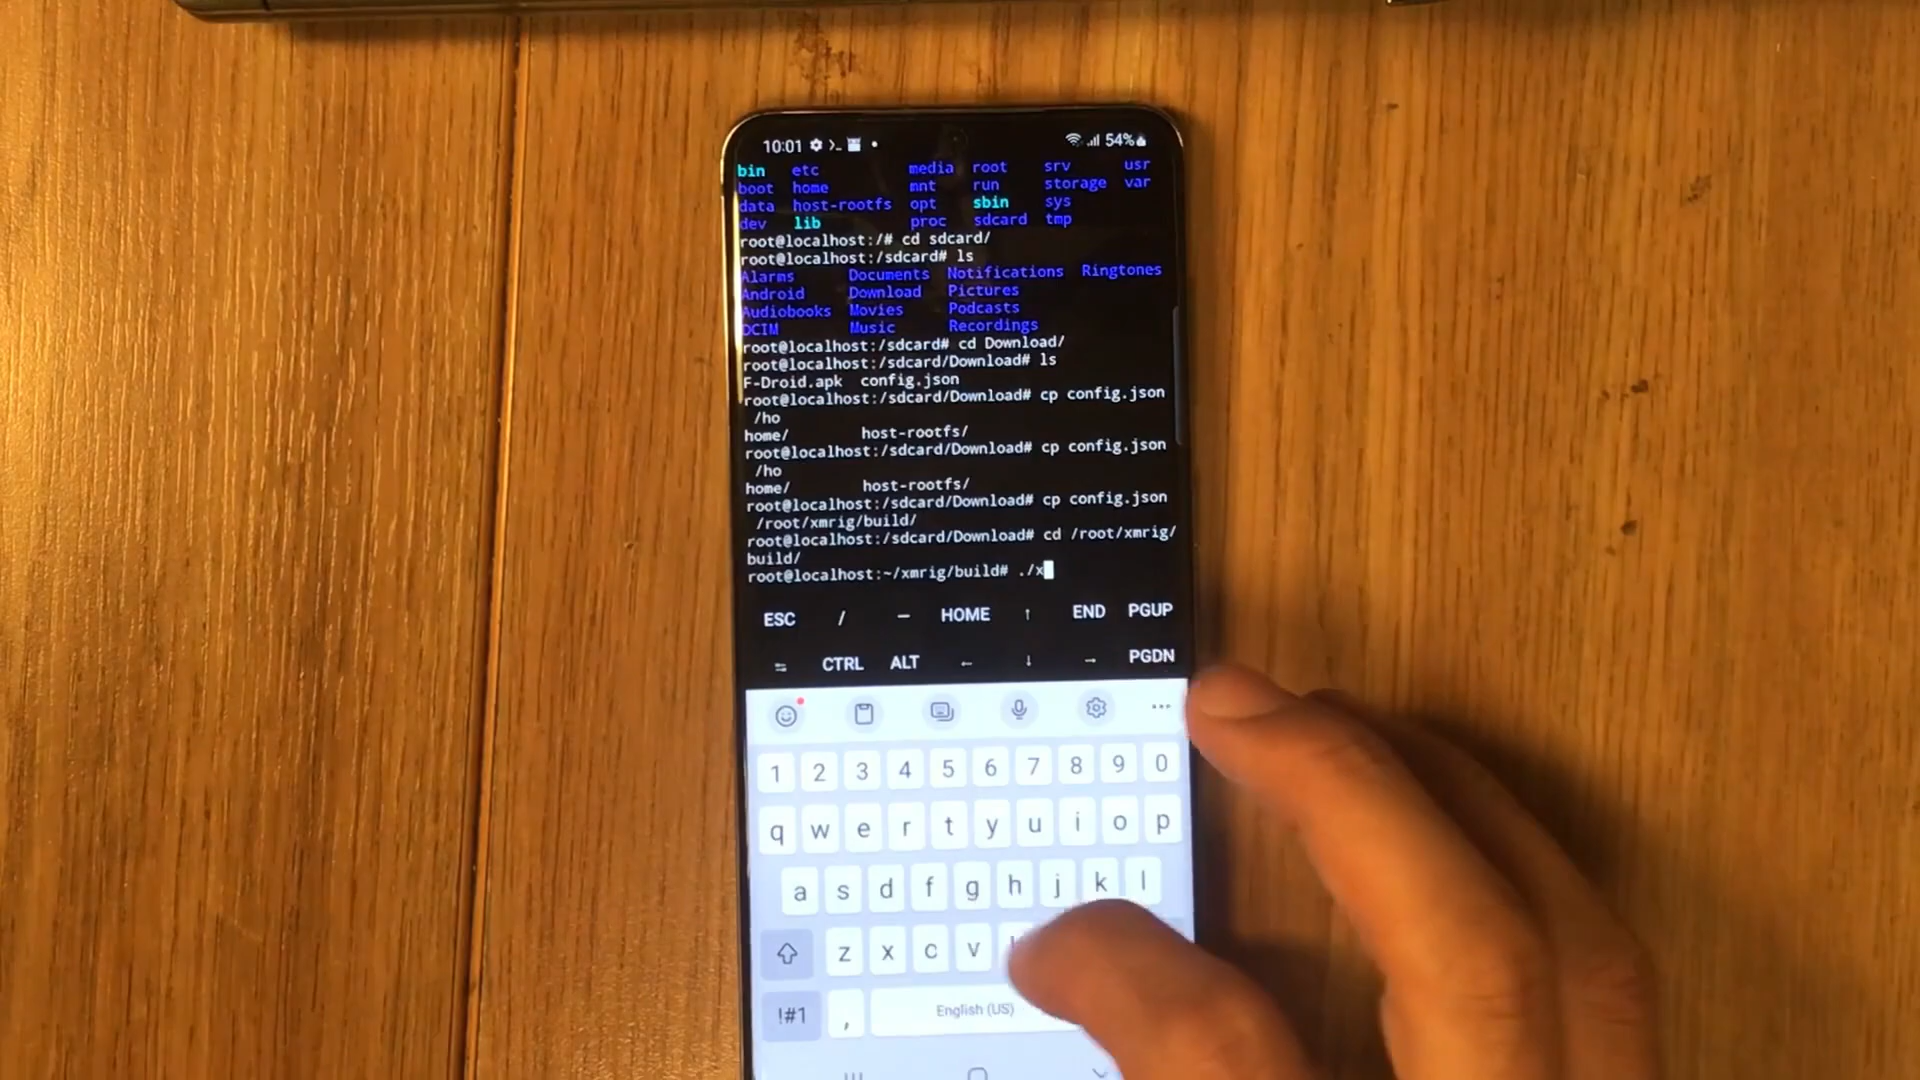 10:01 54%
bin etc media root srv usr
boot home mnt run storage var
data host-rootfs opt sbin sys
dev lib proc sdcard tmp
root@localhost:/# cd sdcard/
root@localhost:/sdcard# ls
Alarms Documents Notifications Ringtones
Android Download Pictures
Audiobooks Movies Podcasts
DCIM Music Recordings
root@localhost:/sdcard# cd Download/
root@localhost:/sdcard/Download# ls
F-Droid.apk config.json
root@localhost:/sdcard/Download# cp config.json
/ho
home/ host-rootfs/
root@localhost:/sdcard/Download# cp config.json
/ho
home/ host-rootfs/
root@localhost:/sdcard/Download# cp config.json
/root/xmrig/build/
root@localhost:/sdcard/Download# cd /root/xmrig/
build/
root@localhost:~/xmrig/build# ./x
ESC / – HOME ↑ END PGUP
CTRL ALT ← ↓ → PGDN
1 2 3 4 5 6 7 8 9 0
q w e r t y u i o p
a s d f g h j k l
z x c v
!#1 , English (US)